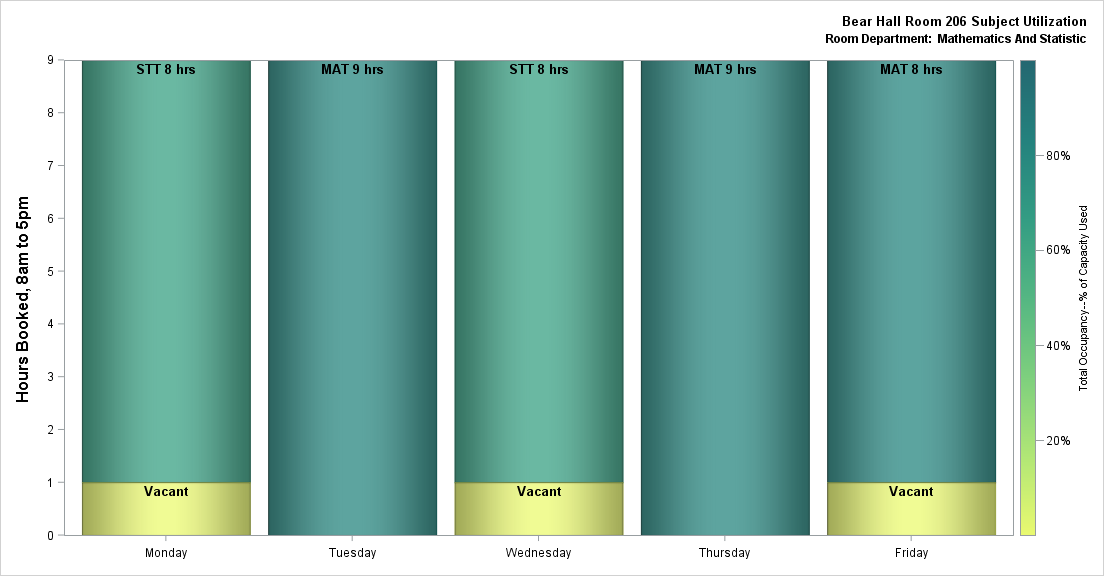 Bear Hall Room 206 Subject Utilization
Room Department: Mathematics And Statistic
Hours Booked, 8am to 5pm
9
8
7
6
5
4
3
2
1
0
STT 8 hrs
MAT 9 hrs
STT 8 hrs
MAT 9 hrs
MAT 8 hrs
Vacant
Vacant
Vacant
Monday
Tuesday
Wednesday
Thursday
Friday
80%
60%
40%
20%
Total Occupancy--% of Capacity Used